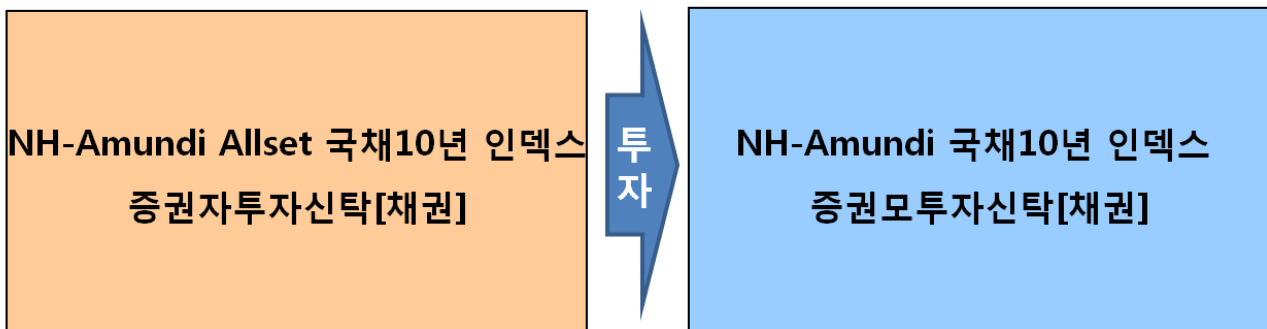 NH-Amundi Allset 국채10년 인덱스
증권자투자신탁[채권]
투
자
NH-Amundi 국채10년 인덱스
증권모투자신탁[채권]